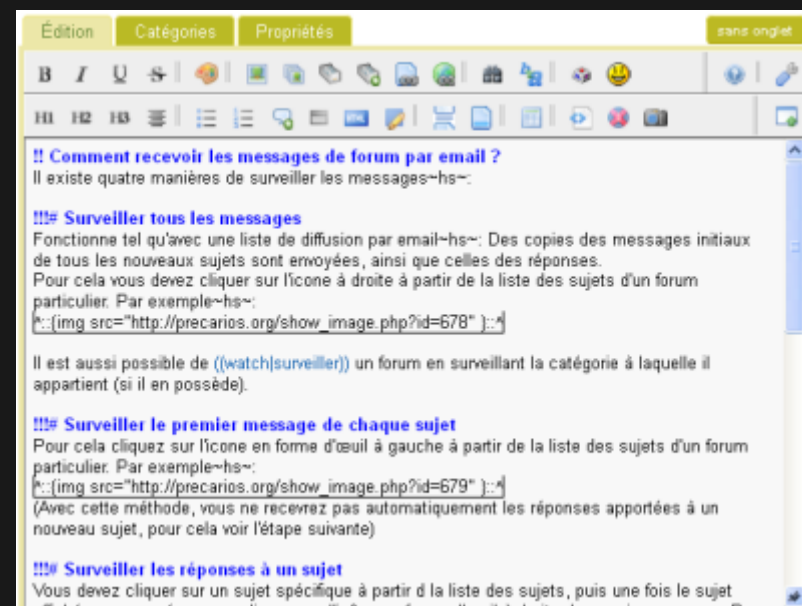 Édition Catégories Propriétés sans onglet
B I U S
H1 H2 H3
!! Comment recevoir les messages de forum par email ?
Il existe quatre manières de surveiller les messages~hs~:
!!!# Surveiller tous les messages
Fonctionne tel qu'avec une liste de diffusion par email~hs~: Des copies des messages initiaux
de tous les nouveaux sujets sont envoyées, ainsi que celles des réponses.
Pour cela vous devez cliquer sur l'icone à droite à partir de la liste des sujets d'un forum
particulier. Par exemple~hs~:
^::{img src="http://precarios.org/show_image.php?id=678" }::^
Il est aussi possible de ((watch|surveiller)) un forum en surveillant la catégorie à laquelle il
appartient (si il en possède).
!!!# Surveiller le premier message de chaque sujet
Pour cela cliquez sur l'icone en forme d'œuil à gauche à partir de la liste des sujets d'un forum
particulier. Par exemple~hs~:
^::{img src="http://precarios.org/show_image.php?id=679" }::^
(Avec cette méthode, vous ne recevrez pas automatiquement les réponses apportées à un
nouveau sujet, pour cela voir l'étape suivante)
!!!# Surveiller les réponses à un sujet
Vous devez cliquer sur un sujet spécifique à partir d la liste des sujets, puis une fois le sujet